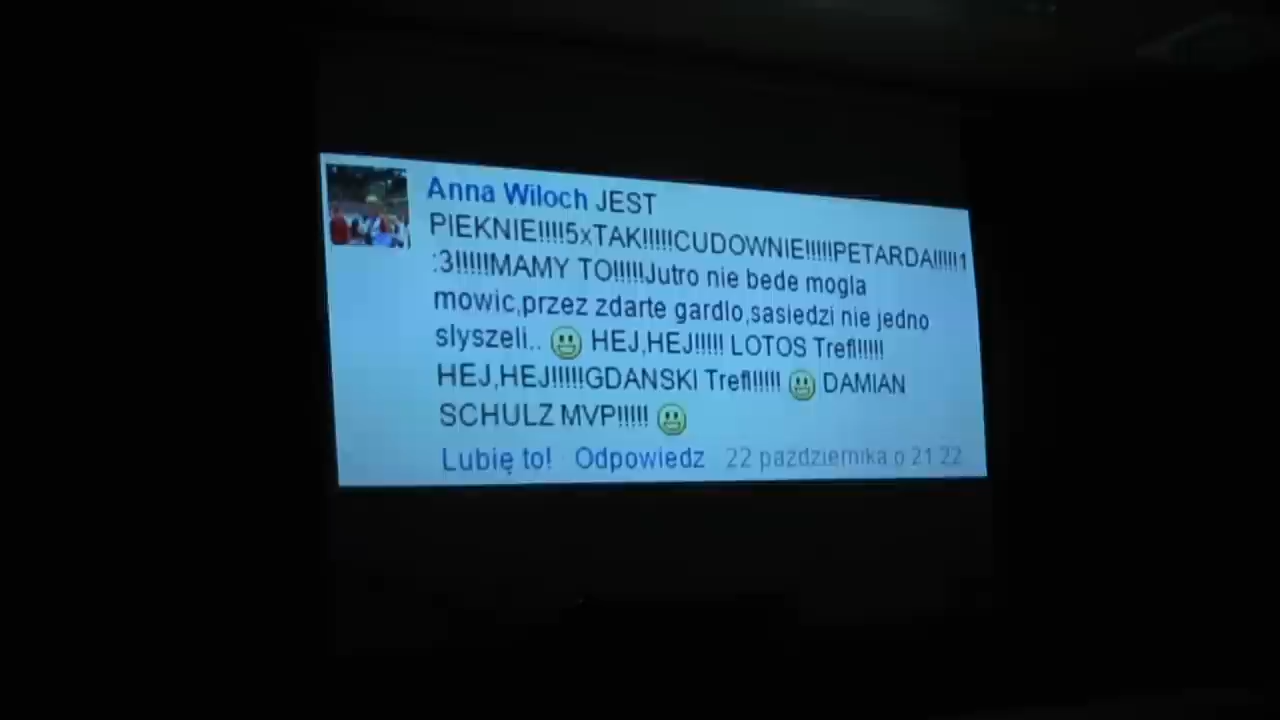 Anna Wiloch JEST
PIEKNIE!!!!5xTAK!!!!!CUDOWNIE!!!!!PETARDA!!!!!1
:3!!!!!MAMY TO!!!!!Jutro nie bede mogla
mowic,przez zdarte gardlo,sasiedzi nie jedno
slyszeli.. HEJ,HEJ!!!!! LOTOS Trefl!!!!!
HEJ,HEJ!!!!!!GDANSKI Trefl!!!!!! DAMIAN
SCHULZ MVP!!!!!
Lubię to! · Odpowiedz 22 października o 21:22